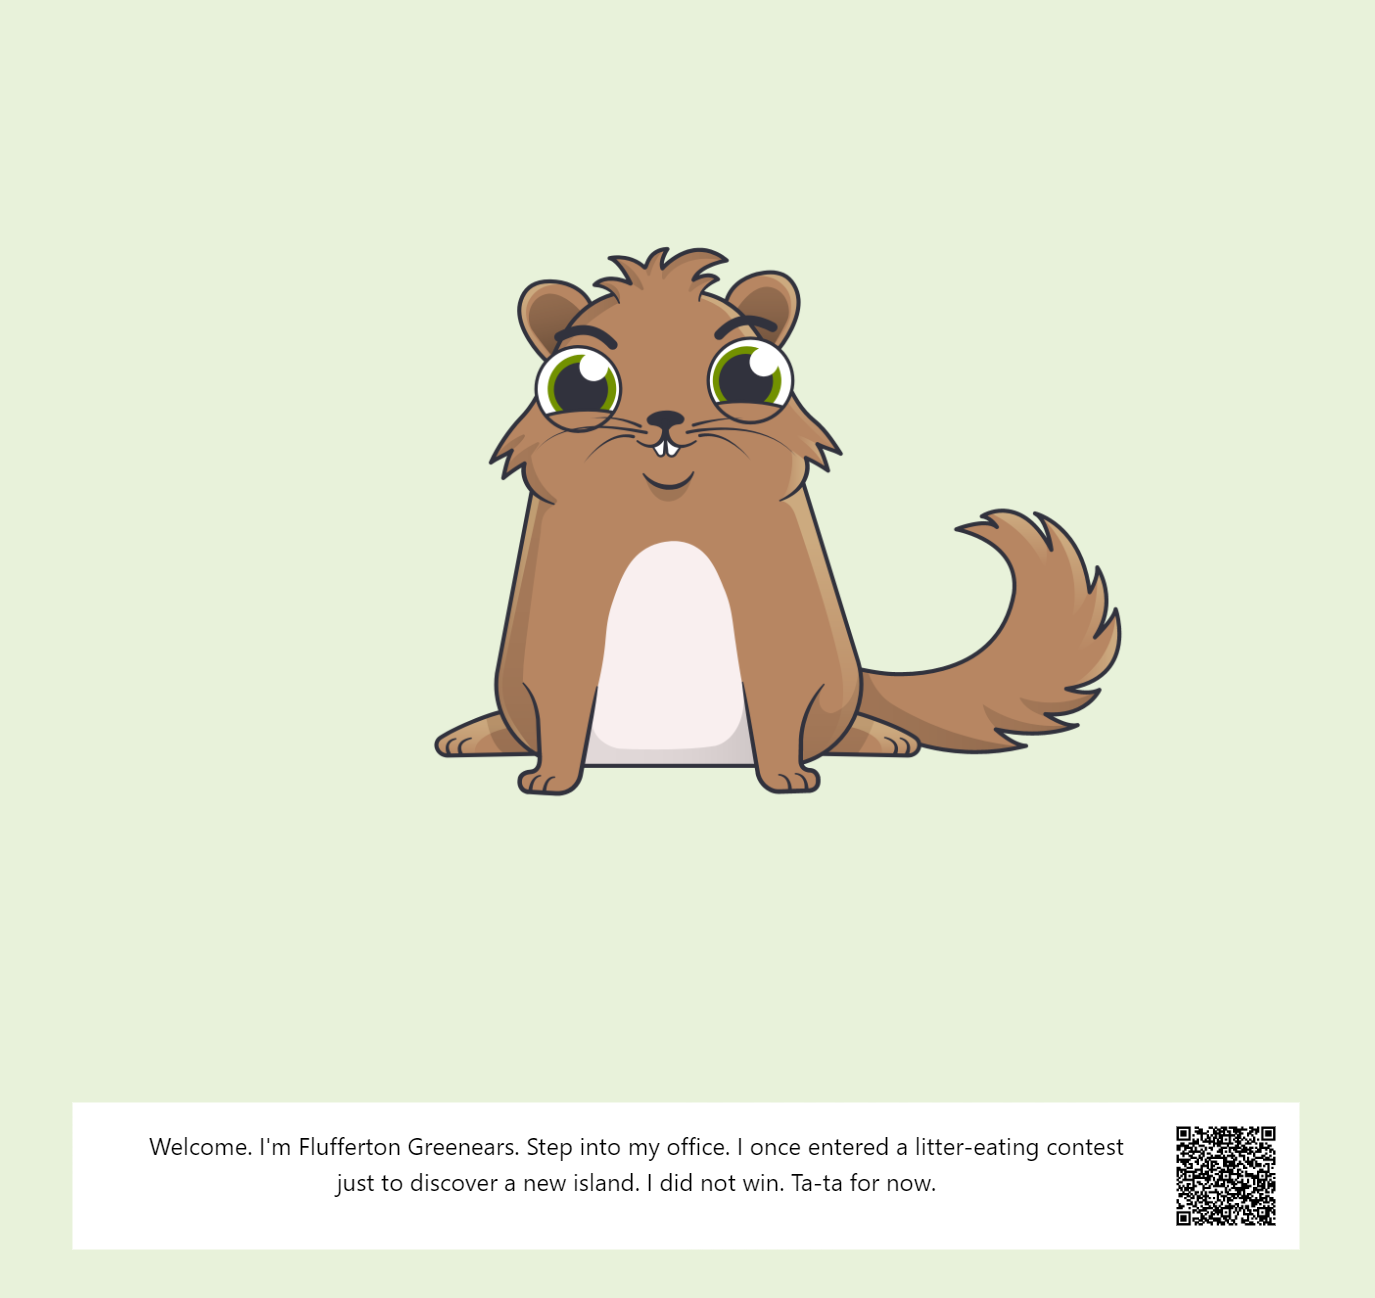 Welcome. I'm Flufferton Greenears. Step into my office. I once entered a litter-eating contest
just to discover a new island. I did not win. Ta-ta for now.